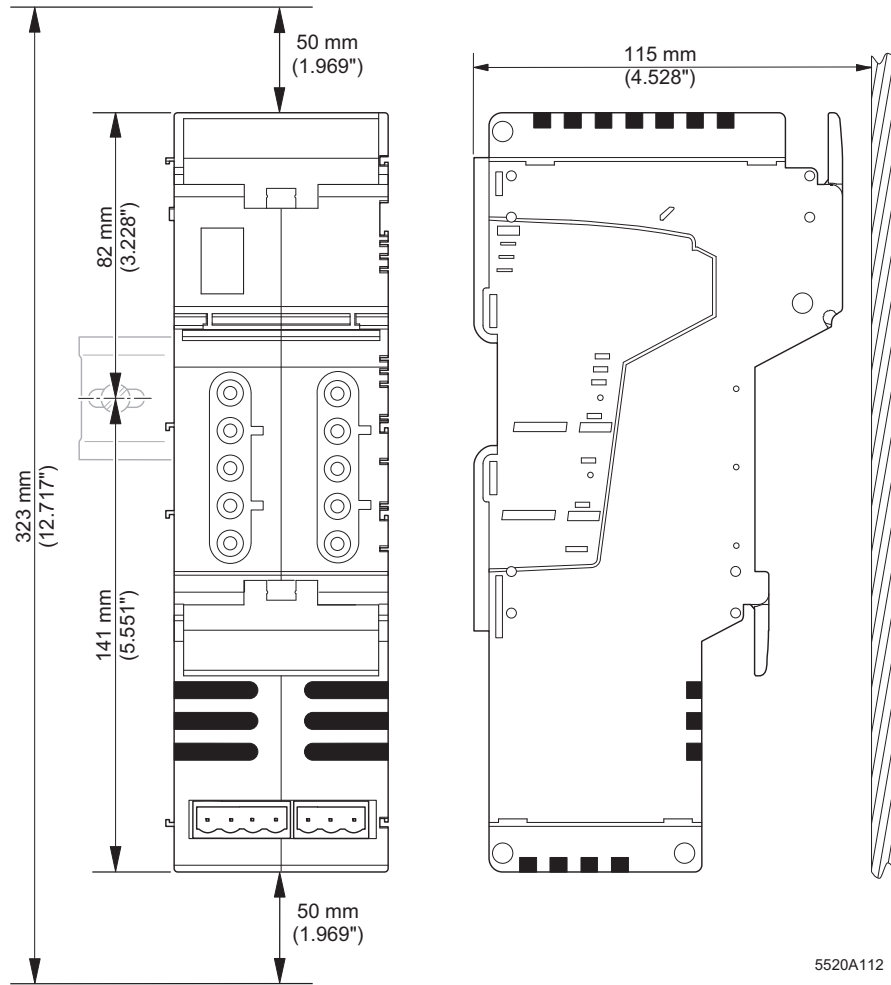 50 mm
(1.969")
115 mm
(4.528")
82 mm
(3.228")
323 mm
(12.717")
141 mm
(5.551")
50 mm
(1.969")
5520A112